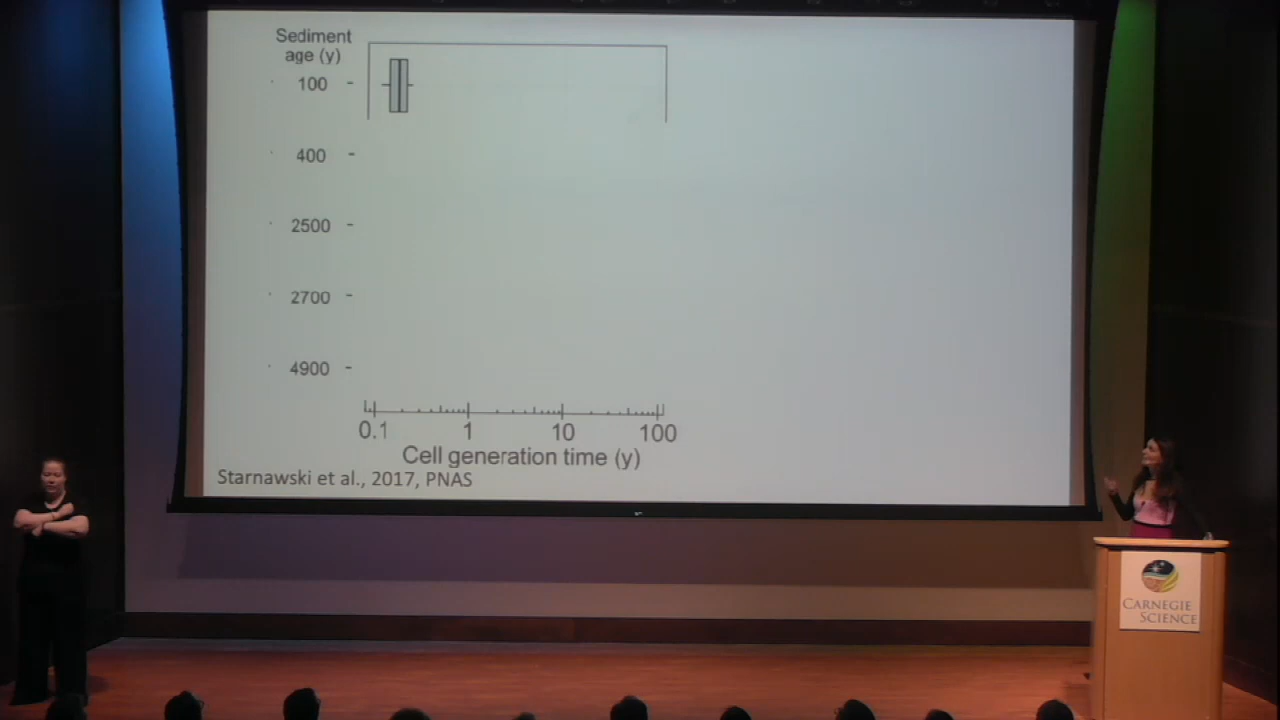 Sediment
age (y)
100
400
2500
2700
4900
0.1 1 10 100
Cell generation time (y)
Starnawski et al., 2017, PNAS
CARNEGIE
SCIENCE